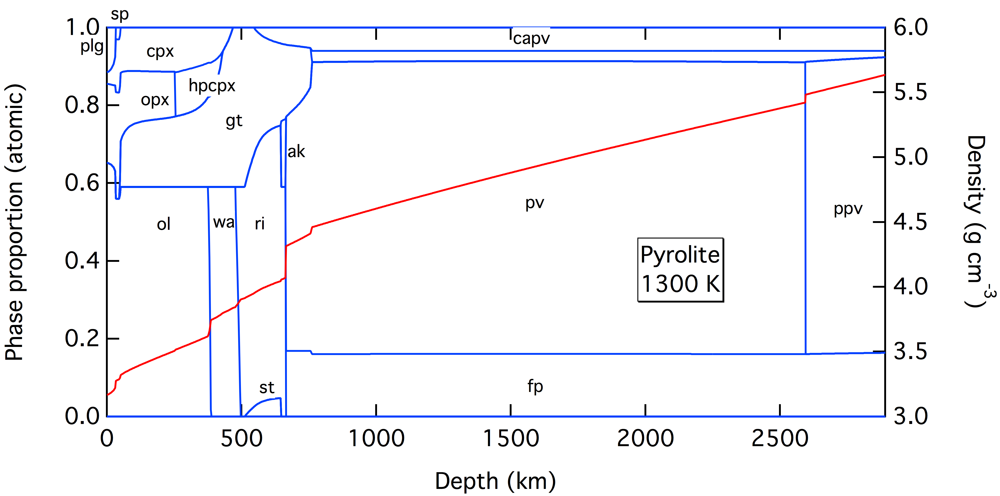 sp
1.0
6.0
plg
cpx
capv
hpcpx
opx
5.5
0.8
gt
ak
5.0
0.6
pv
ppv
ol
wa
ri
4.5
Pyrolite
1300 K
0.4
4.0
0.2
3.5
st
fp
0.0
3.0
0
500
1000
1500
2000
2500
Depth (km)
Phase proportion (atomic)
Density (g cm-3)